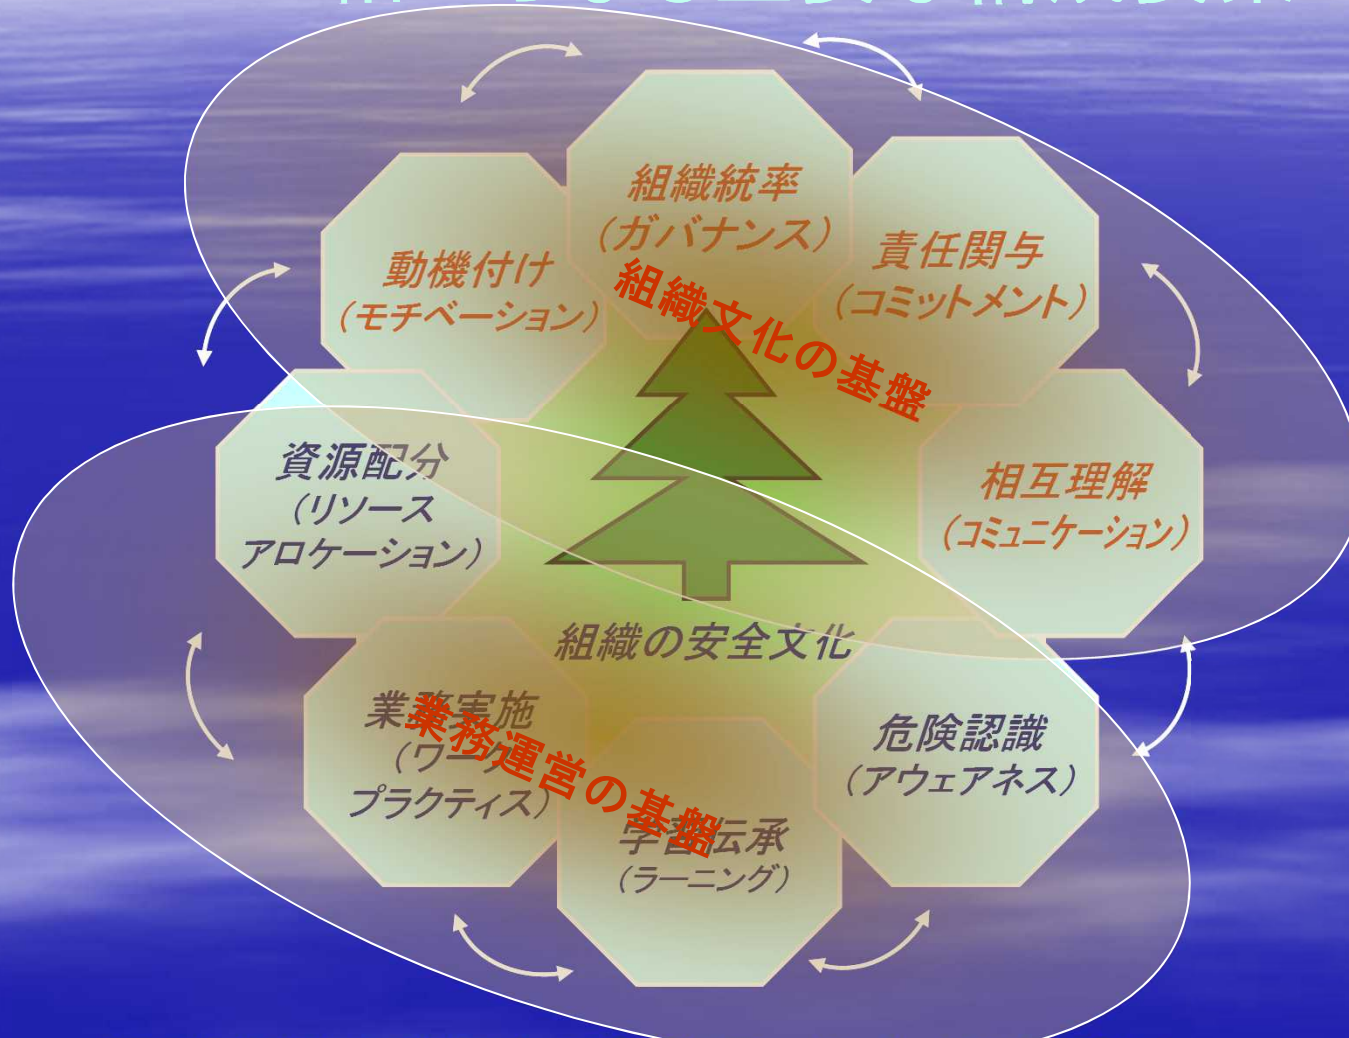 組織統率
(ガバナンス)
責任関与
(コミットメント)
動機付け
(モチベーション)
組織文化の基盤
相互理解
(コミュニケーション)
資源配分
(リソース
アロケーション)
組織の安全文化
危険認識
(アウェアネス)
業務実施
(ワーク
プラクティス)
業務運営の基盤
学習伝承
(ラーニング)